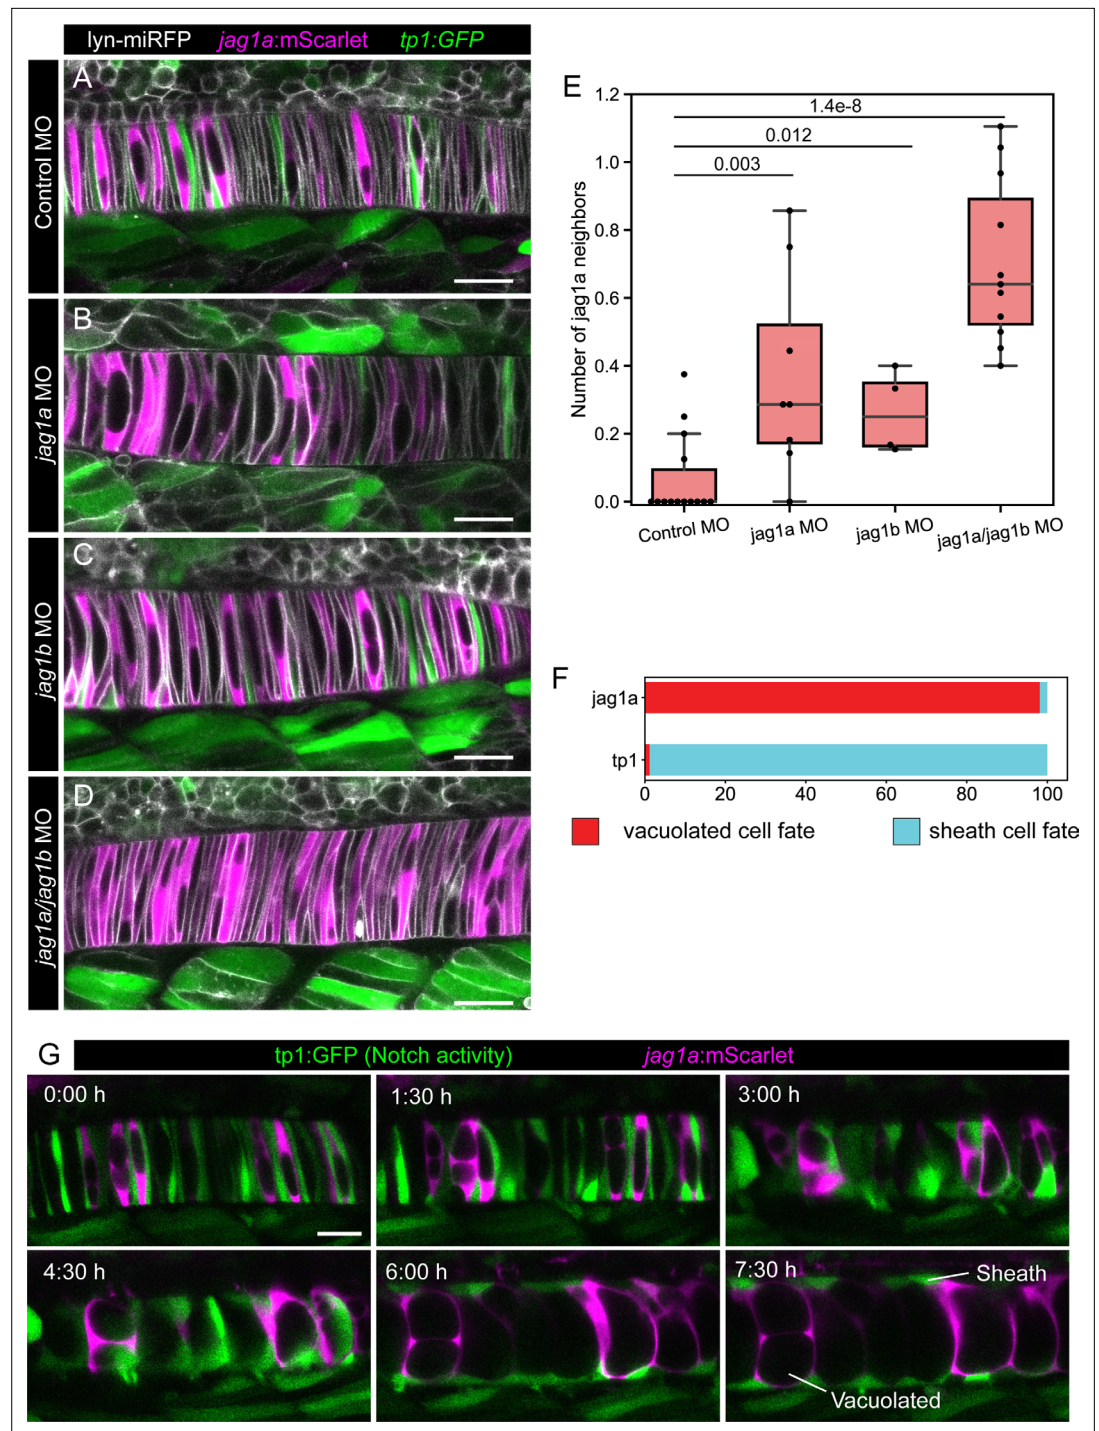 lyn-miRFP jag1a:mScarlet tp1:GFP
A
Control MO
B
jag1a MO
C
jag1b MO
D
jag1a/jag1b MO
E
1.2
1.0
0.8
0.6
0.4
0.2
0.0
Number of jag1a neighbors
1.4e-8
0.012
0.003
Control MO jag1a MO jag1b MO jag1a/jag1b MO
F
jag1a
tp1
0 20 40 60 80 100
vacuolated cell fate sheath cell fate
G tp1:GFP (Notch activity) jag1a:mScarlet
0:00 h 1:30 h 3:00 h
4:30 h 6:00 h 7:30 h
Sheath
Vacuolated